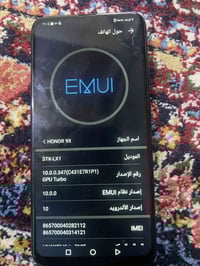 حول الهاتف
EMUI
اسم الجهاز
HONOR 9X
الموديل
STK-LX1
رقم الإصدار
10.0.0.347(C431E7R1P1)
GPU Turbo
إصدار نظام EMUI
10.0.0
إصدار الأندرويد
10
IMEI
865700040282112
865700040314121